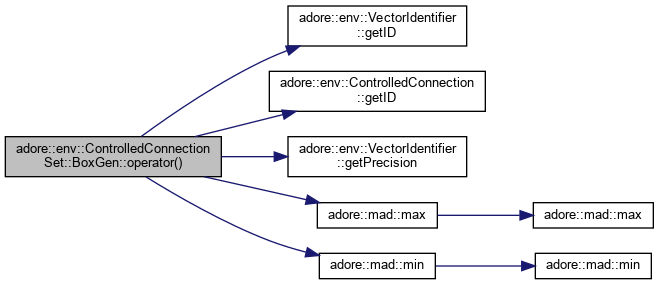 adore::env::VectorIdentifier
::getID
adore::env::ControlledConnection
::getID
adore::env::ControlledConnection
Set::BoxGen::operator()
adore::env::VectorIdentifier
::getPrecision
adore::mad::max
adore::mad::max
adore::mad::min
adore::mad::min